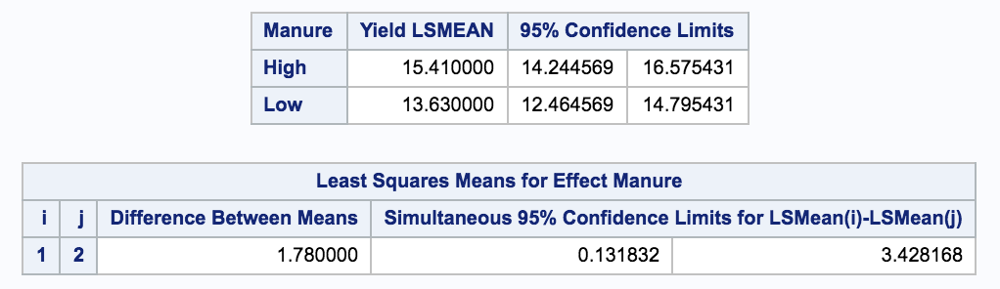 Manure Yield LSMEAN 95% Confidence Limits
High 15.410000 14.244569 16.575431
Low 13.630000 12.464569 14.795431
Least Squares Means for Effect Manure
i j Difference Between Means Simultaneous 95% Confidence Limits for LSMean(i)-LSMean(j)
1 2 1.780000 0.131832 3.428168